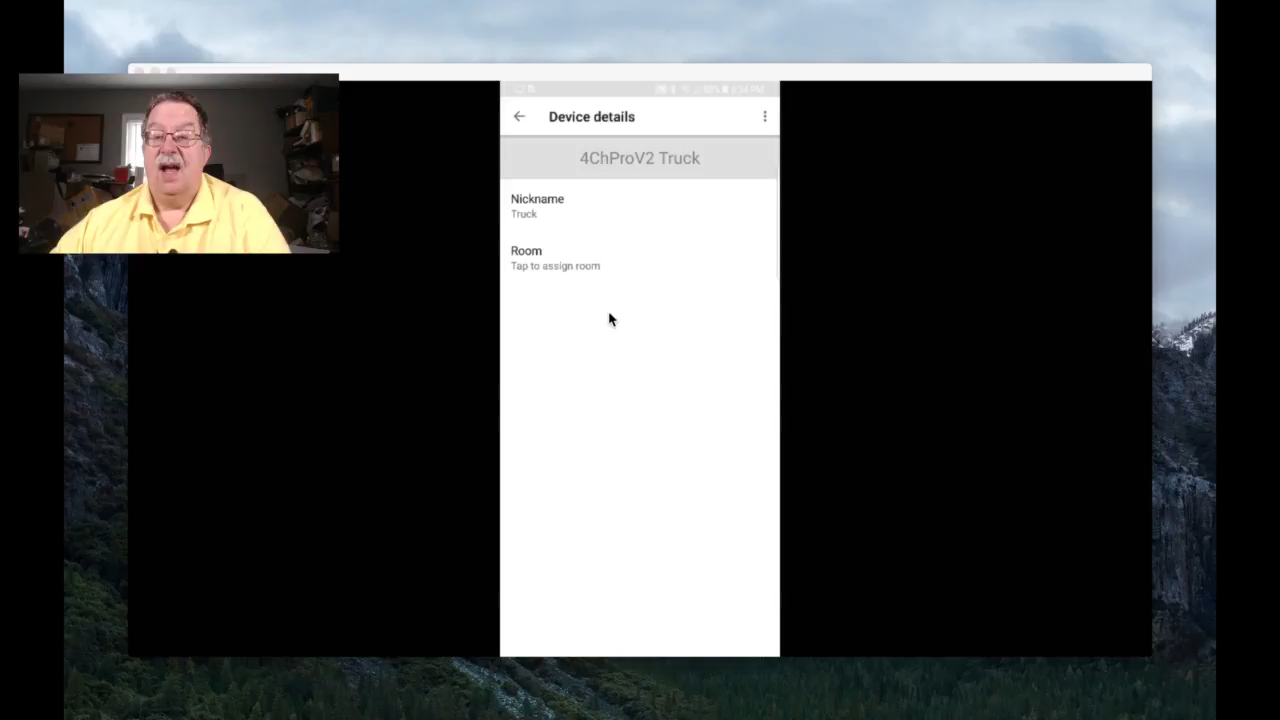 Device details
4ChProV2 Truck
Nickname
Truck
Room
Tap to assign room